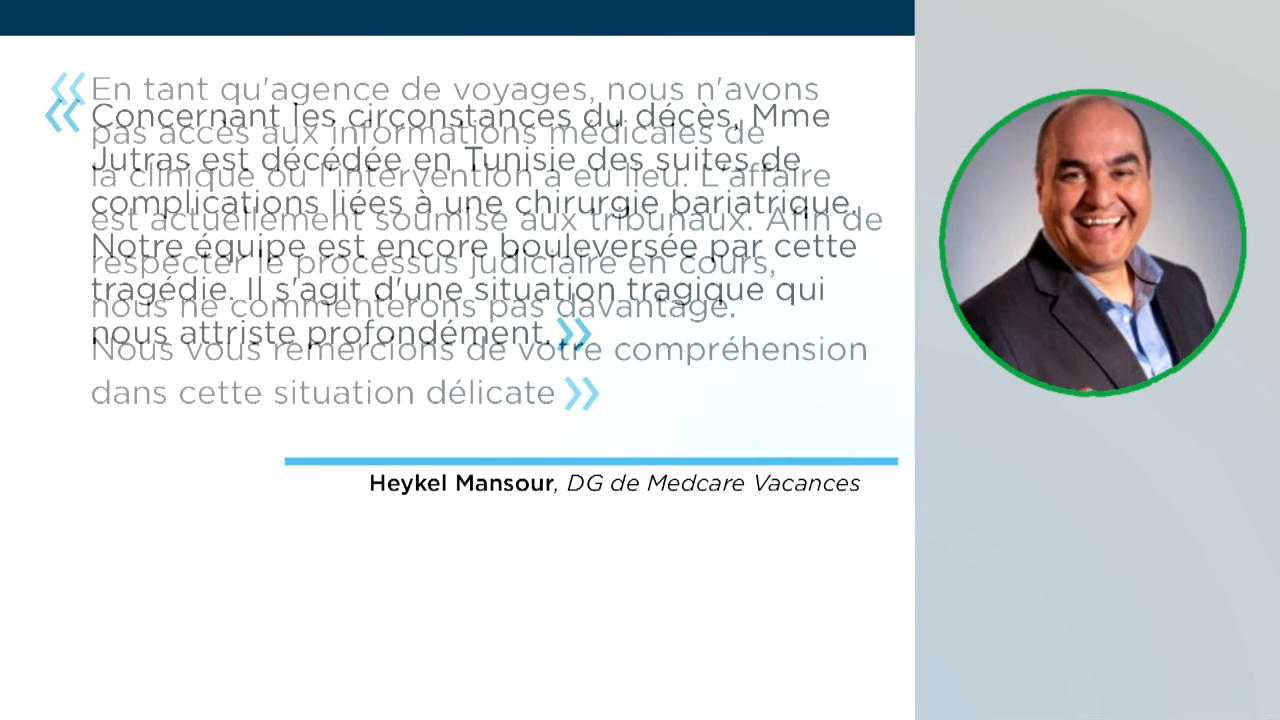 « En tant qu'agence de voyages, nous n'avons
pas accès aux informations médicales de
la clinique où l'intervention a eu lieu. L'affaire
est actuellement soumise aux tribunaux. Afin de
respecter le processus judiciaire en cours,
nous ne commenterons pas davantage.
Nous vous remercions de votre compréhension
dans cette situation délicate »
« Concernant les circonstances du décès, Mme
Jutras est décédée en Tunisie des suites de
complications liées à une chirurgie bariatrique.
Notre équipe est encore bouleversée par cette
tragédie. Il s'agit d'une situation tragique qui
nous attriste profondément. »
Heykel Mansour, DG de Medcare Vacances